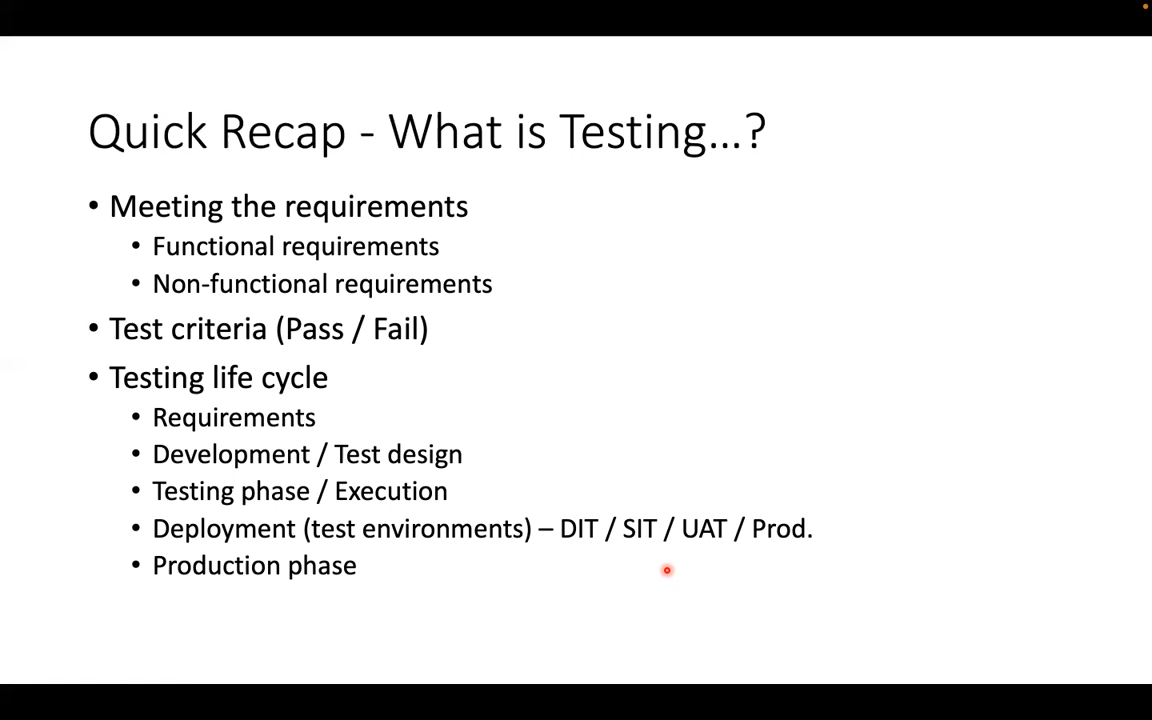 Quick Recap - What is Testing...?
• Meeting the requirements
• Functional requirements
• Non-functional requirements
• Test criteria (Pass / Fail)
• Testing life cycle
• Requirements
• Development / Test design
• Testing phase / Execution
• Deployment (test environments) – DIT / SIT / UAT / Prod.
• Production phase